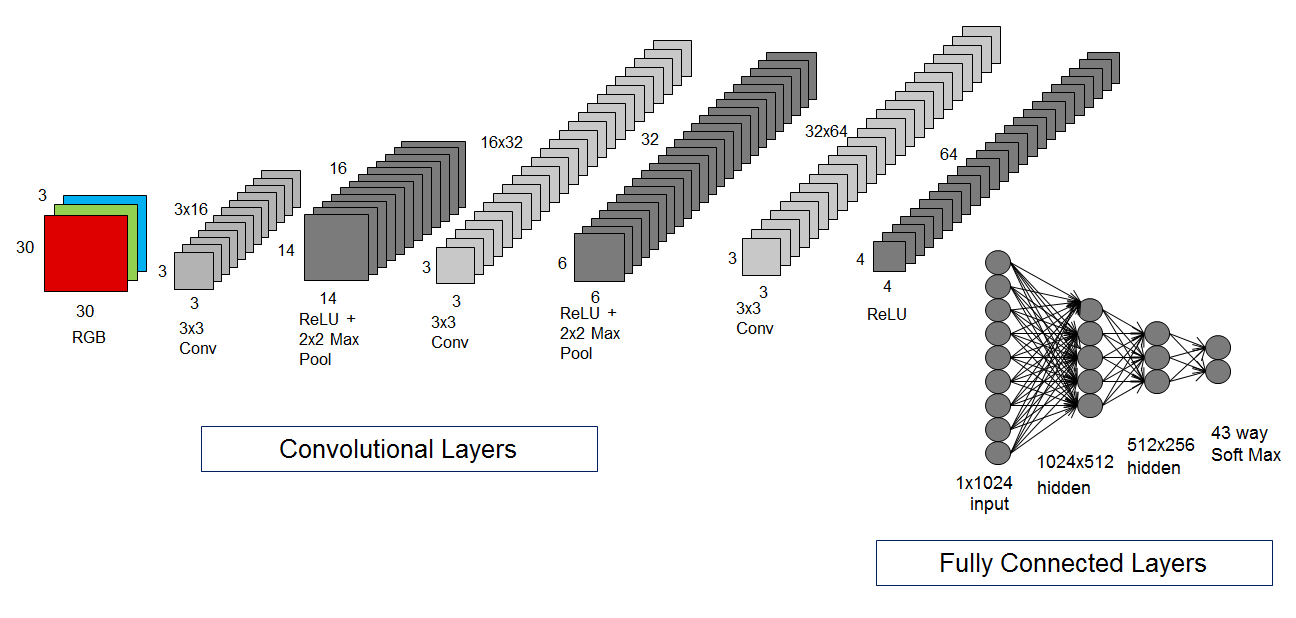 3
30
30
RGB
3x16
3
3
3x3
Conv
16
14
14
ReLU +
2x2 Max
Pool
16x32
3
3
3x3
Conv
32
6
6
ReLU +
2x2 Max
Pool
32x64
3
3
3x3
Conv
64
4
4
ReLU
Convolutional Layers
1x1024
input
1024x512
hidden
512x256
hidden
43 way
Soft Max
Fully Connected Layers